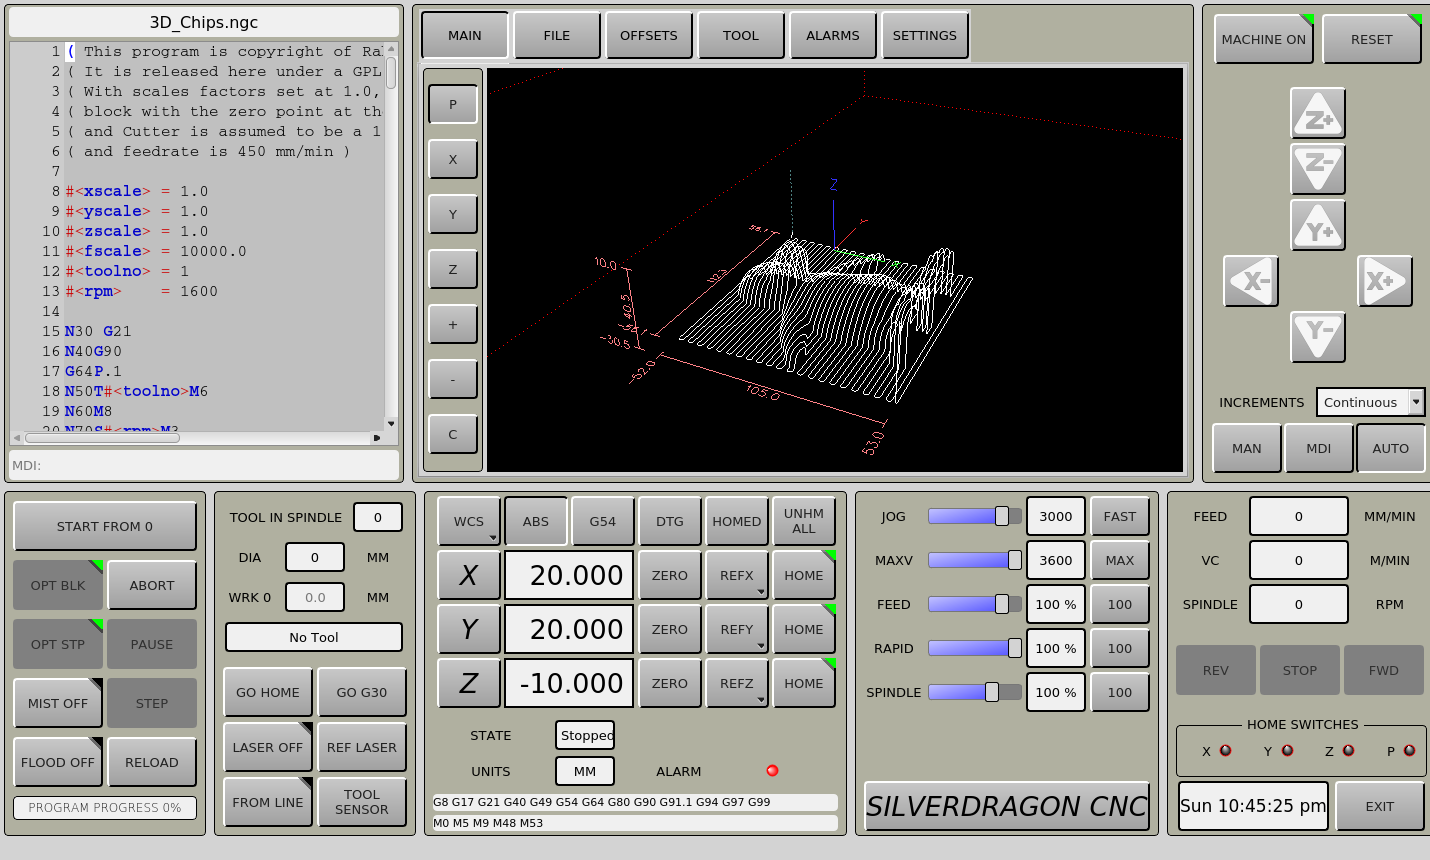 3D_Chips.ngc
1 ( This program is copyright of Ra
2 ( It is released here under a GPL
3 ( With scales factors set at 1.0,
4 ( block with the zero point at th
5 ( and Cutter is assumed to be a 1
6 ( and feedrate is 450 mm/min )
7
8 #<xscale> = 1.0
9 #<yscale> = 1.0
10 #<zscale> = 1.0
11 #<fscale> = 10000.0
12 #<toolno> = 1
13 #<rpm>    = 1600
14
15 N30 G21
16 N40G90
17 G64P.1
18 N50T#<toolno>M6
19 N60M8
20 N70S#<rpm>M3
MDI:
MAIN FILE OFFSETS TOOL ALARMS SETTINGS
P
X
Y
Z
+
-
C
Z
Y
10.0
40.5
-30.5
-52.0
105.0
53.0
MACHINE ON RESET
Z+
Z-
Y+
X- X+
Y-
INCREMENTS Continuous
MAN MDI AUTO
START FROM 0
OPT BLK ABORT
OPT STP PAUSE
MIST OFF STEP
FLOOD OFF RELOAD
PROGRAM PROGRESS 0%
TOOL IN SPINDLE 0
DIA 0 MM
WRK 0 0.0 MM
No Tool
GO HOME GO G30
LASER OFF REF LASER
FROM LINE TOOL SENSOR
WCS ABS G54 DTG HOMED UNHM ALL
X 20.000 ZERO REFX HOME
Y 20.000 ZERO REFY HOME
Z -10.000 ZERO REFZ HOME
STATE Stopped
UNITS MM ALARM
G8 G17 G21 G40 G49 G54 G64 G80 G90 G91.1 G94 G97 G99
M0 M5 M9 M48 M53
JOG 3000 FAST
MAXV 3600 MAX
FEED 100 % 100
RAPID 100 % 100
SPINDLE 100 % 100
SILVERDRAGON CNC
FEED 0 MM/MIN
VC 0 M/MIN
SPINDLE 0 RPM
REV STOP FWD
HOME SWITCHES
X Y Z P
Sun 10:45:25 pm EXIT